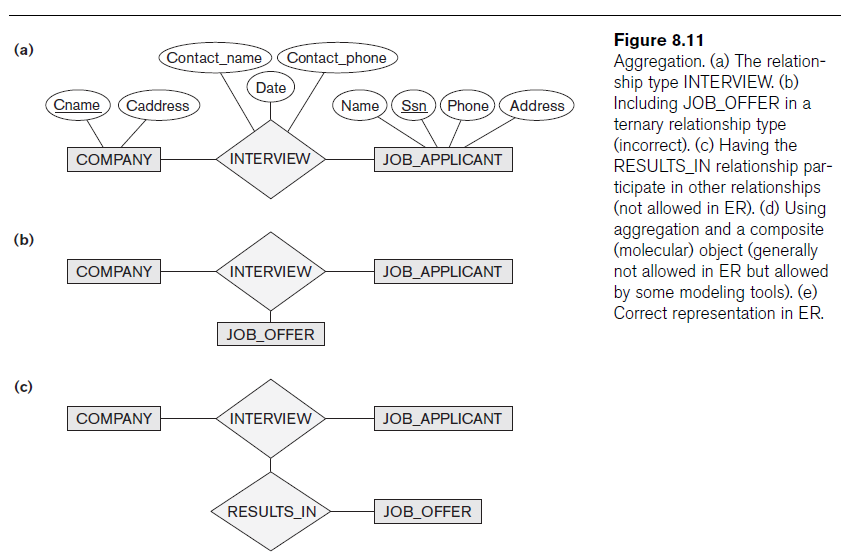 (a)
Contact_name Contact_phone
Date
Cname Caddress Name Ssn Phone Address
COMPANY INTERVIEW JOB_APPLICANT
(b)
COMPANY INTERVIEW JOB_APPLICANT
JOB_OFFER
(c)
COMPANY INTERVIEW JOB_APPLICANT
RESULTS_IN JOB_OFFER
Figure 8.11
Aggregation. (a) The relation-
ship type INTERVIEW. (b)
Including JOB_OFFER in a
ternary relationship type
(incorrect). (c) Having the
RESULTS_IN relationship par-
ticipate in other relationships
(not allowed in ER). (d) Using
aggregation and a composite
(molecular) object (generally
not allowed in ER but allowed
by some modeling tools). (e)
Correct representation in ER.